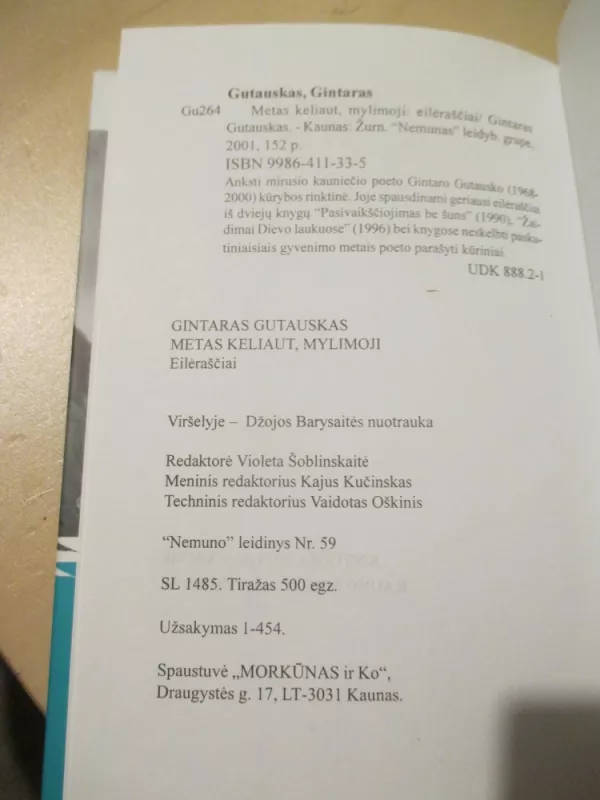 Gutauskas, Gintaras
Gu264 Metas keliaut, mylimoji: eilėraščiai/ Gintaras
Gutauskas. - Kaunas: Žurn. “Nemunas” leidyb. grupė,
2001, 152 p.
ISBN 9986-411-33-5
Anksti mirusio kauniečio poeto Gintaro Gutausko (1968-
2000) kūrybos rinktinė. Joje spausdinami geriausi eilėraščiai
iš dviejų knygų “Pasivaikščiojimas be šuns” (1990), “Žai-
dimai Dievo laukuose” (1996) bei knygose neskelbti pasku-
tiniaisiais gyvenimo metais poeto parašyti kūriniai.
UDK 888.2-1
GINTARAS GUTAUSKAS
METAS KELIAUT, MYLIMOJI
Eilėraščiai
Viršelyje – Džojos Barysaitės nuotrauka
Redaktorė Violeta Šoblinskaitė
Meninis redaktorius Kajus Kučinskas
Techninis redaktorius Vaidotas Oškinis
“Nemuno” leidinys Nr. 59
SL 1485. Tiražas 500 egz.
Užsakymas 1-454.
Spaustuvė „MORKŪNAS ir Ko“,
Draugystės g. 17, LT-3031 Kaunas.